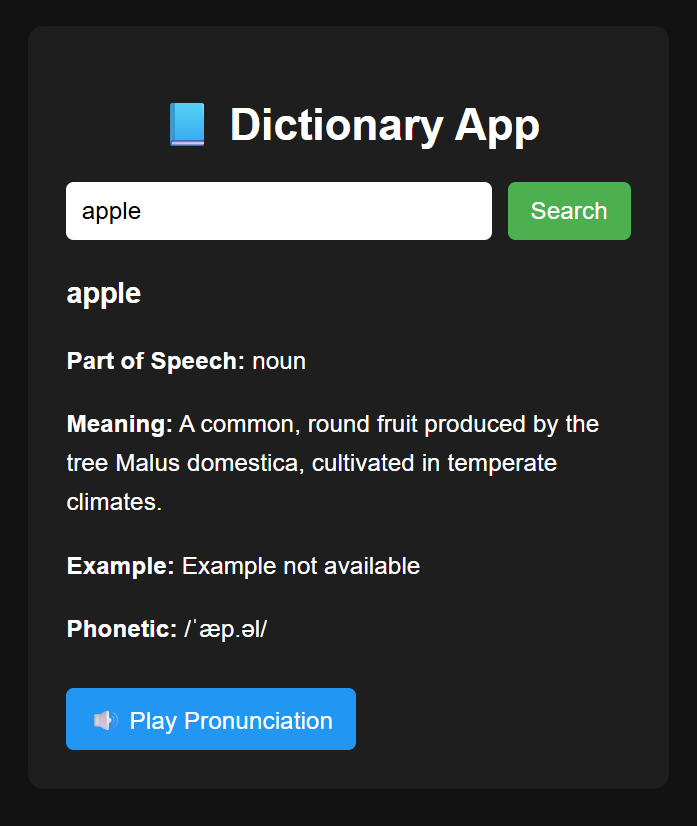 📘 Dictionary App
apple
Search
apple
Part of Speech: noun
Meaning: A common, round fruit produced by the
tree Malus domestica, cultivated in temperate
climates.
Example: Example not available
Phonetic: /ˈæp.əl/
🔊 Play Pronunciation